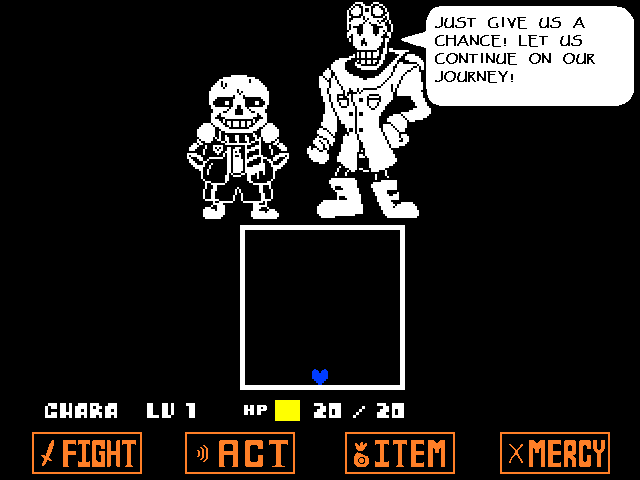 JUST GIVE US A
CHANCE! LET US
CONTINUE ON OUR
JOURNEY!
CHARA LV 1 HP 20 / 20
FIGHT ACT ITEM MERCY